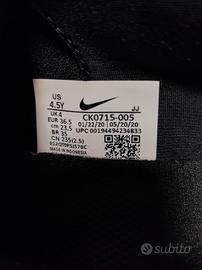 US
4.5Y
UK 4
EUR 36.5
cm 23.5
BR 35
CN 235(2.5)
JJ
CK0715-005
01/22/20 05/20/20
UPC 00194494234833
MADE IN INDONESIA
subito